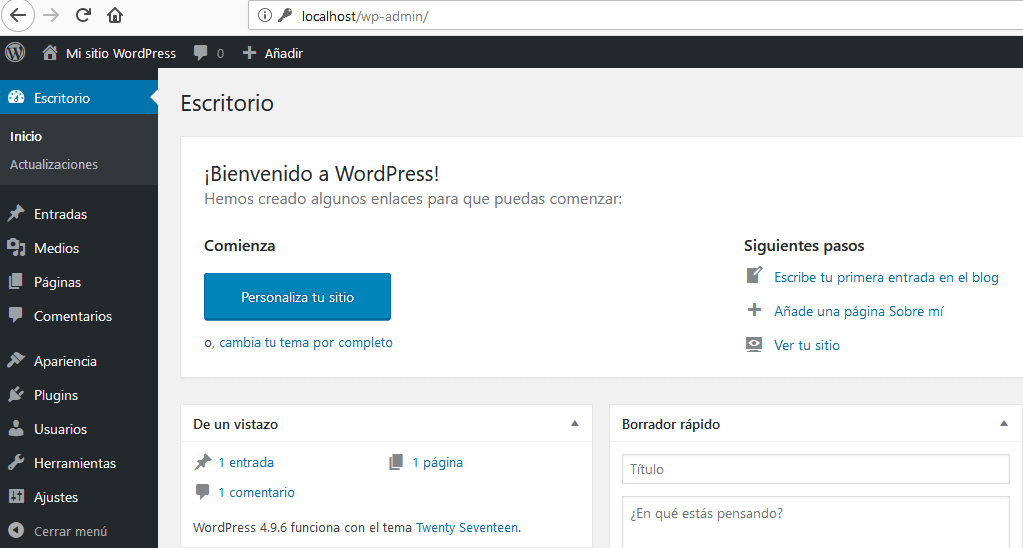 localhost/wp-admin/
Mi sitio WordPress 0 Añadir
Escritorio
Inicio
Actualizaciones
Entradas
Medios
Páginas
Comentarios
Apariencia
Plugins
Usuarios
Herramientas
Ajustes
Cerrar menú
Escritorio
¡Bienvenido a WordPress!
Hemos creado algunos enlaces para que puedas comenzar:
Comienza
Personaliza tu sitio
o, cambia tu tema por completo
Siguientes pasos
Escribe tu primera entrada en el blog
Añade una página Sobre mí
Ver tu sitio
De un vistazo
1 entrada
1 página
1 comentario
WordPress 4.9.6 funciona con el tema Twenty Seventeen.
Borrador rápido
Título
¿En qué estás pensando?